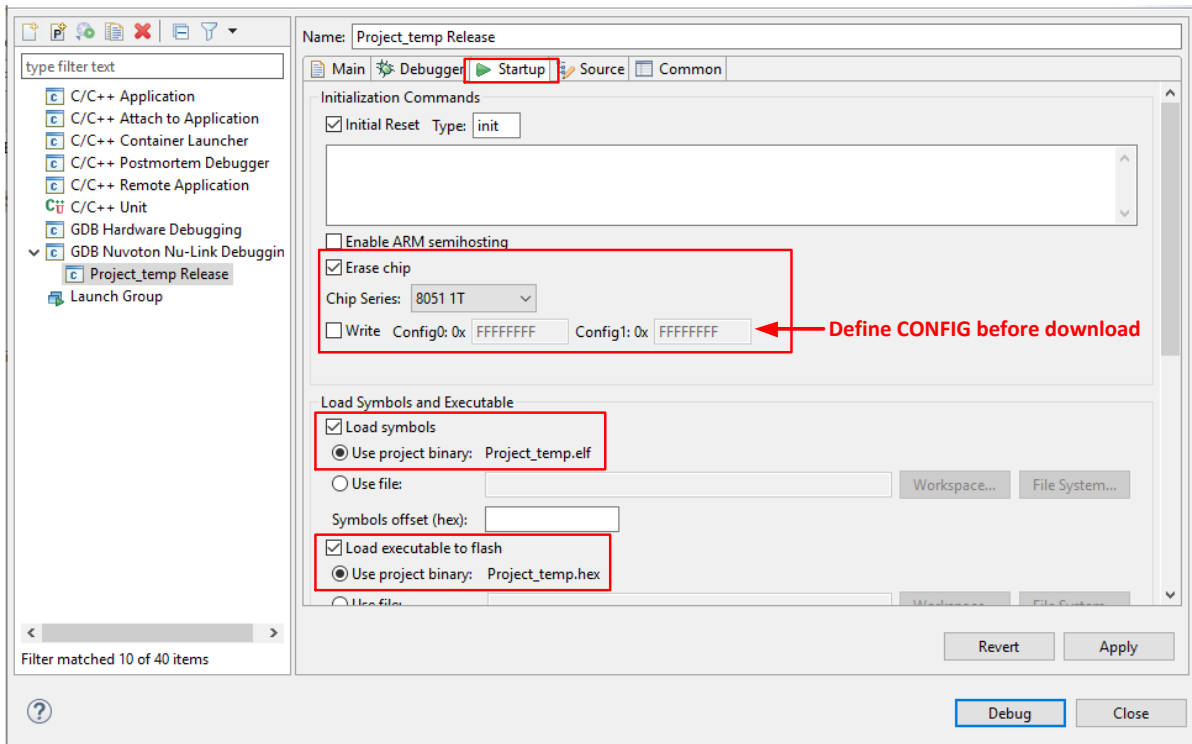 Name: Project_temp Release
type filter text
Main Debugger Startup Source Common
C/C++ Application
C/C++ Attach to Application
C/C++ Container Launcher
C/C++ Postmortem Debugger
C/C++ Remote Application
C/C++ Unit
GDB Hardware Debugging
GDB Nuvoton Nu-Link Debuggin
Project_temp Release
Launch Group
Filter matched 10 of 40 items
Initialization Commands
Initial Reset Type: init
Enable ARM semihosting
Erase chip
Chip Series: 8051 1T
Write Config0: 0x FFFFFFFF Config1: 0x FFFFFFFF
Define CONFIG before download
Load Symbols and Executable
Load symbols
Use project binary: Project_temp.elf
Use file: Workspace... File System...
Symbols offset (hex):
Load executable to flash
Use project binary: Project_temp.hex
Use file: Workspace... File System...
Revert Apply
Debug Close